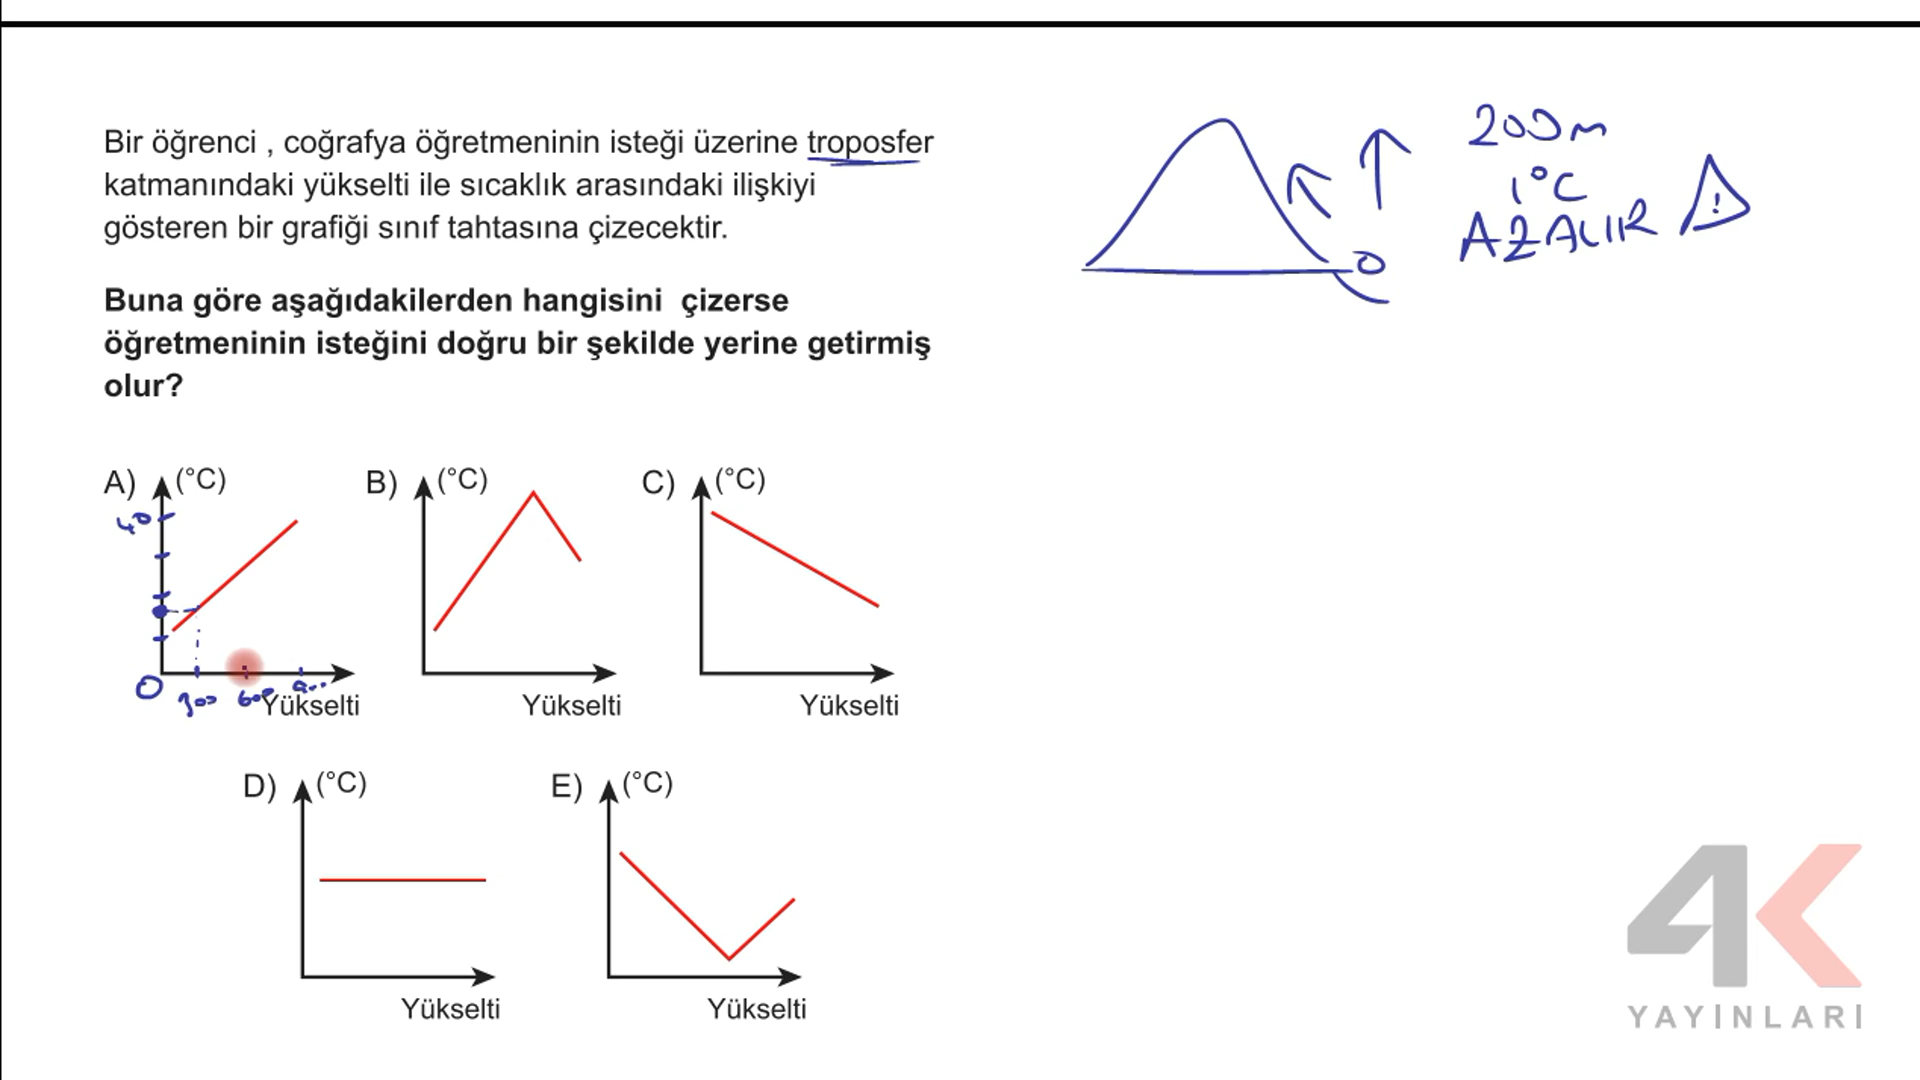 Bir öğrenci , coğrafya öğretmeninin isteği üzerine troposfer
katmanındaki yükselti ile sıcaklık arasındaki ilişkiyi
gösteren bir grafiği sınıf tahtasına çizecektir.
Buna göre aşağıdakilerden hangisini çizerse
öğretmeninin isteğini doğru bir şekilde yerine getirmiş
olur?
200m
1°C
AZALIR !
0
A) (°C)
40
0 300 600
Yükselti
B) (°C)
Yükselti
C) (°C)
Yükselti
D) (°C)
Yükselti
E) (°C)
Yükselti
4K
YAYINLARI